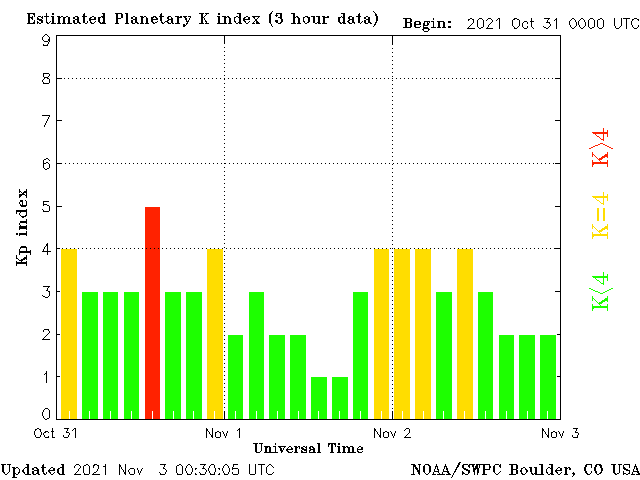 Estimated Planetary K index (3 hour data) Begin: 2021 Oct 31 0000 UTC
9
8
7
6
5
4
3
2
1
0
Kp index
K>4
K=4
K<4
Oct 31 Nov 1 Nov 2 Nov 3
Universal Time
Updated 2021 Nov 3 00:30:05 UTC NOAA/SWPC Boulder, CO USA